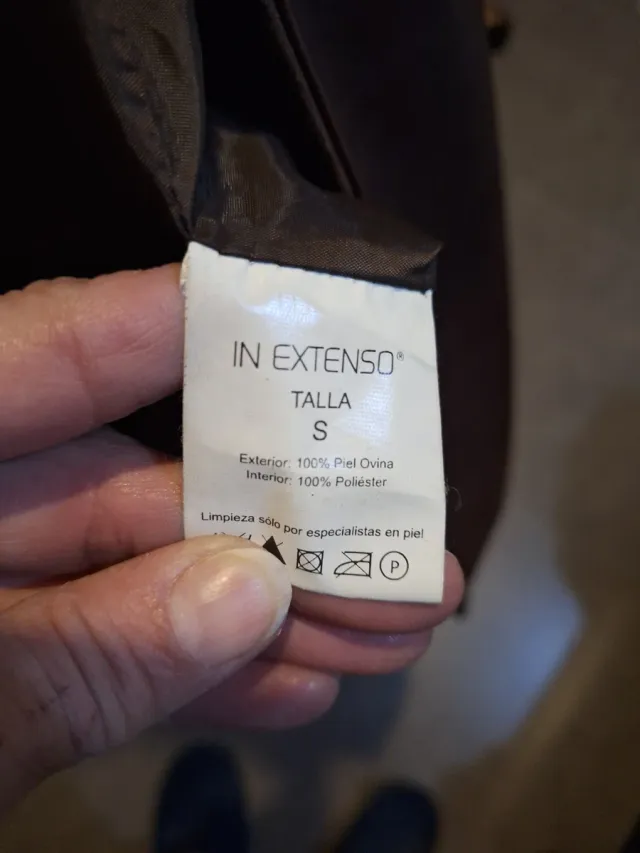 IN EXTENSO®
TALLA
S
Exterior: 100% Piel Ovina
Interior: 100% Poliéster
Limpieza sólo por especialistas en piel
P